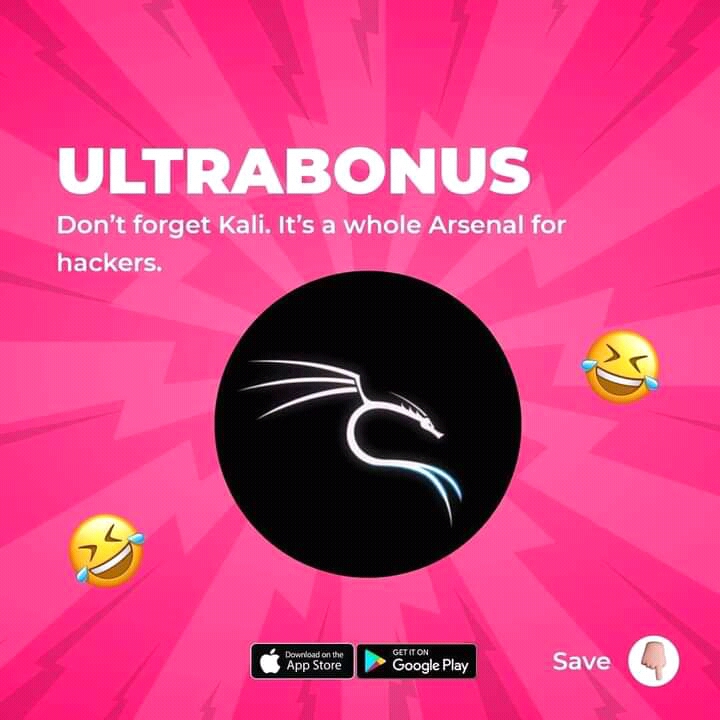 ULTRABONUS
Don’t forget Kali. It’s a whole Arsenal for
hackers.
Download on the
App Store
GET IT ON
Google Play
Save